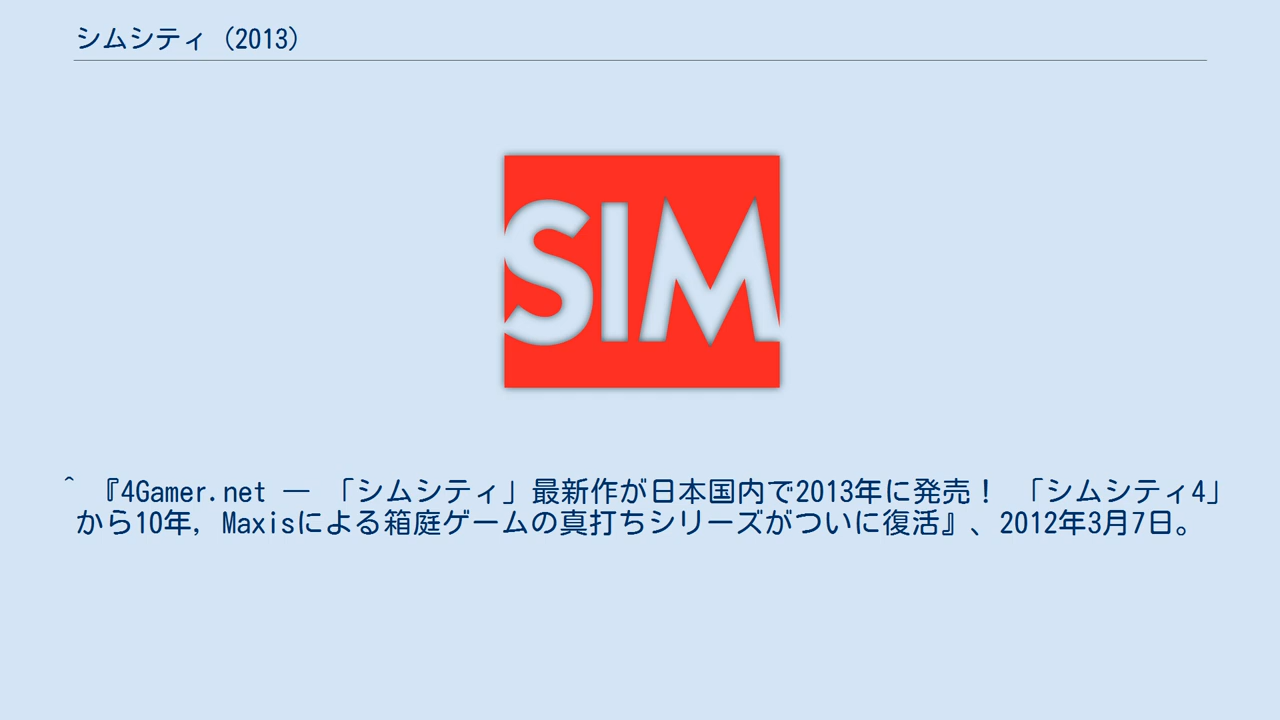 シムシティ（2013）
SIM
^ 『4Gamer.net ― 「シムシティ」最新作が日本国内で2013年に発売！ 「シムシティ4」
から10年，Maxisによる箱庭ゲームの真打ちシリーズがついに復活』、2012年3月7日。